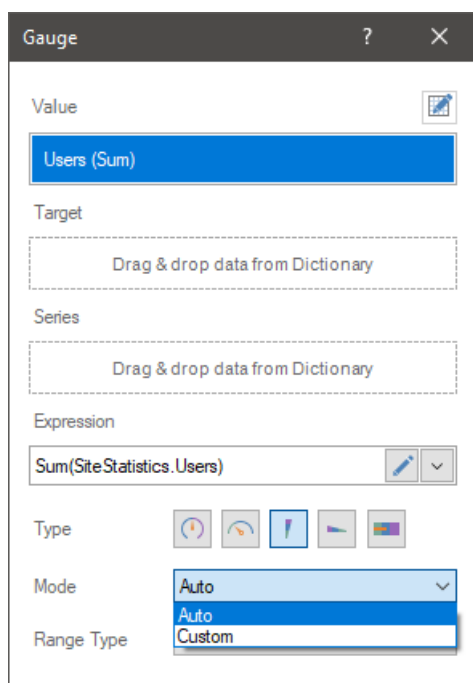 Gauge ?
Value
Users (Sum)
Target
Drag & drop data from Dictionary
Series
Drag & drop data from Dictionary
Expression
Sum(SiteStatistics.Users)
Type
Mode Auto
Auto
Custom
Range Type